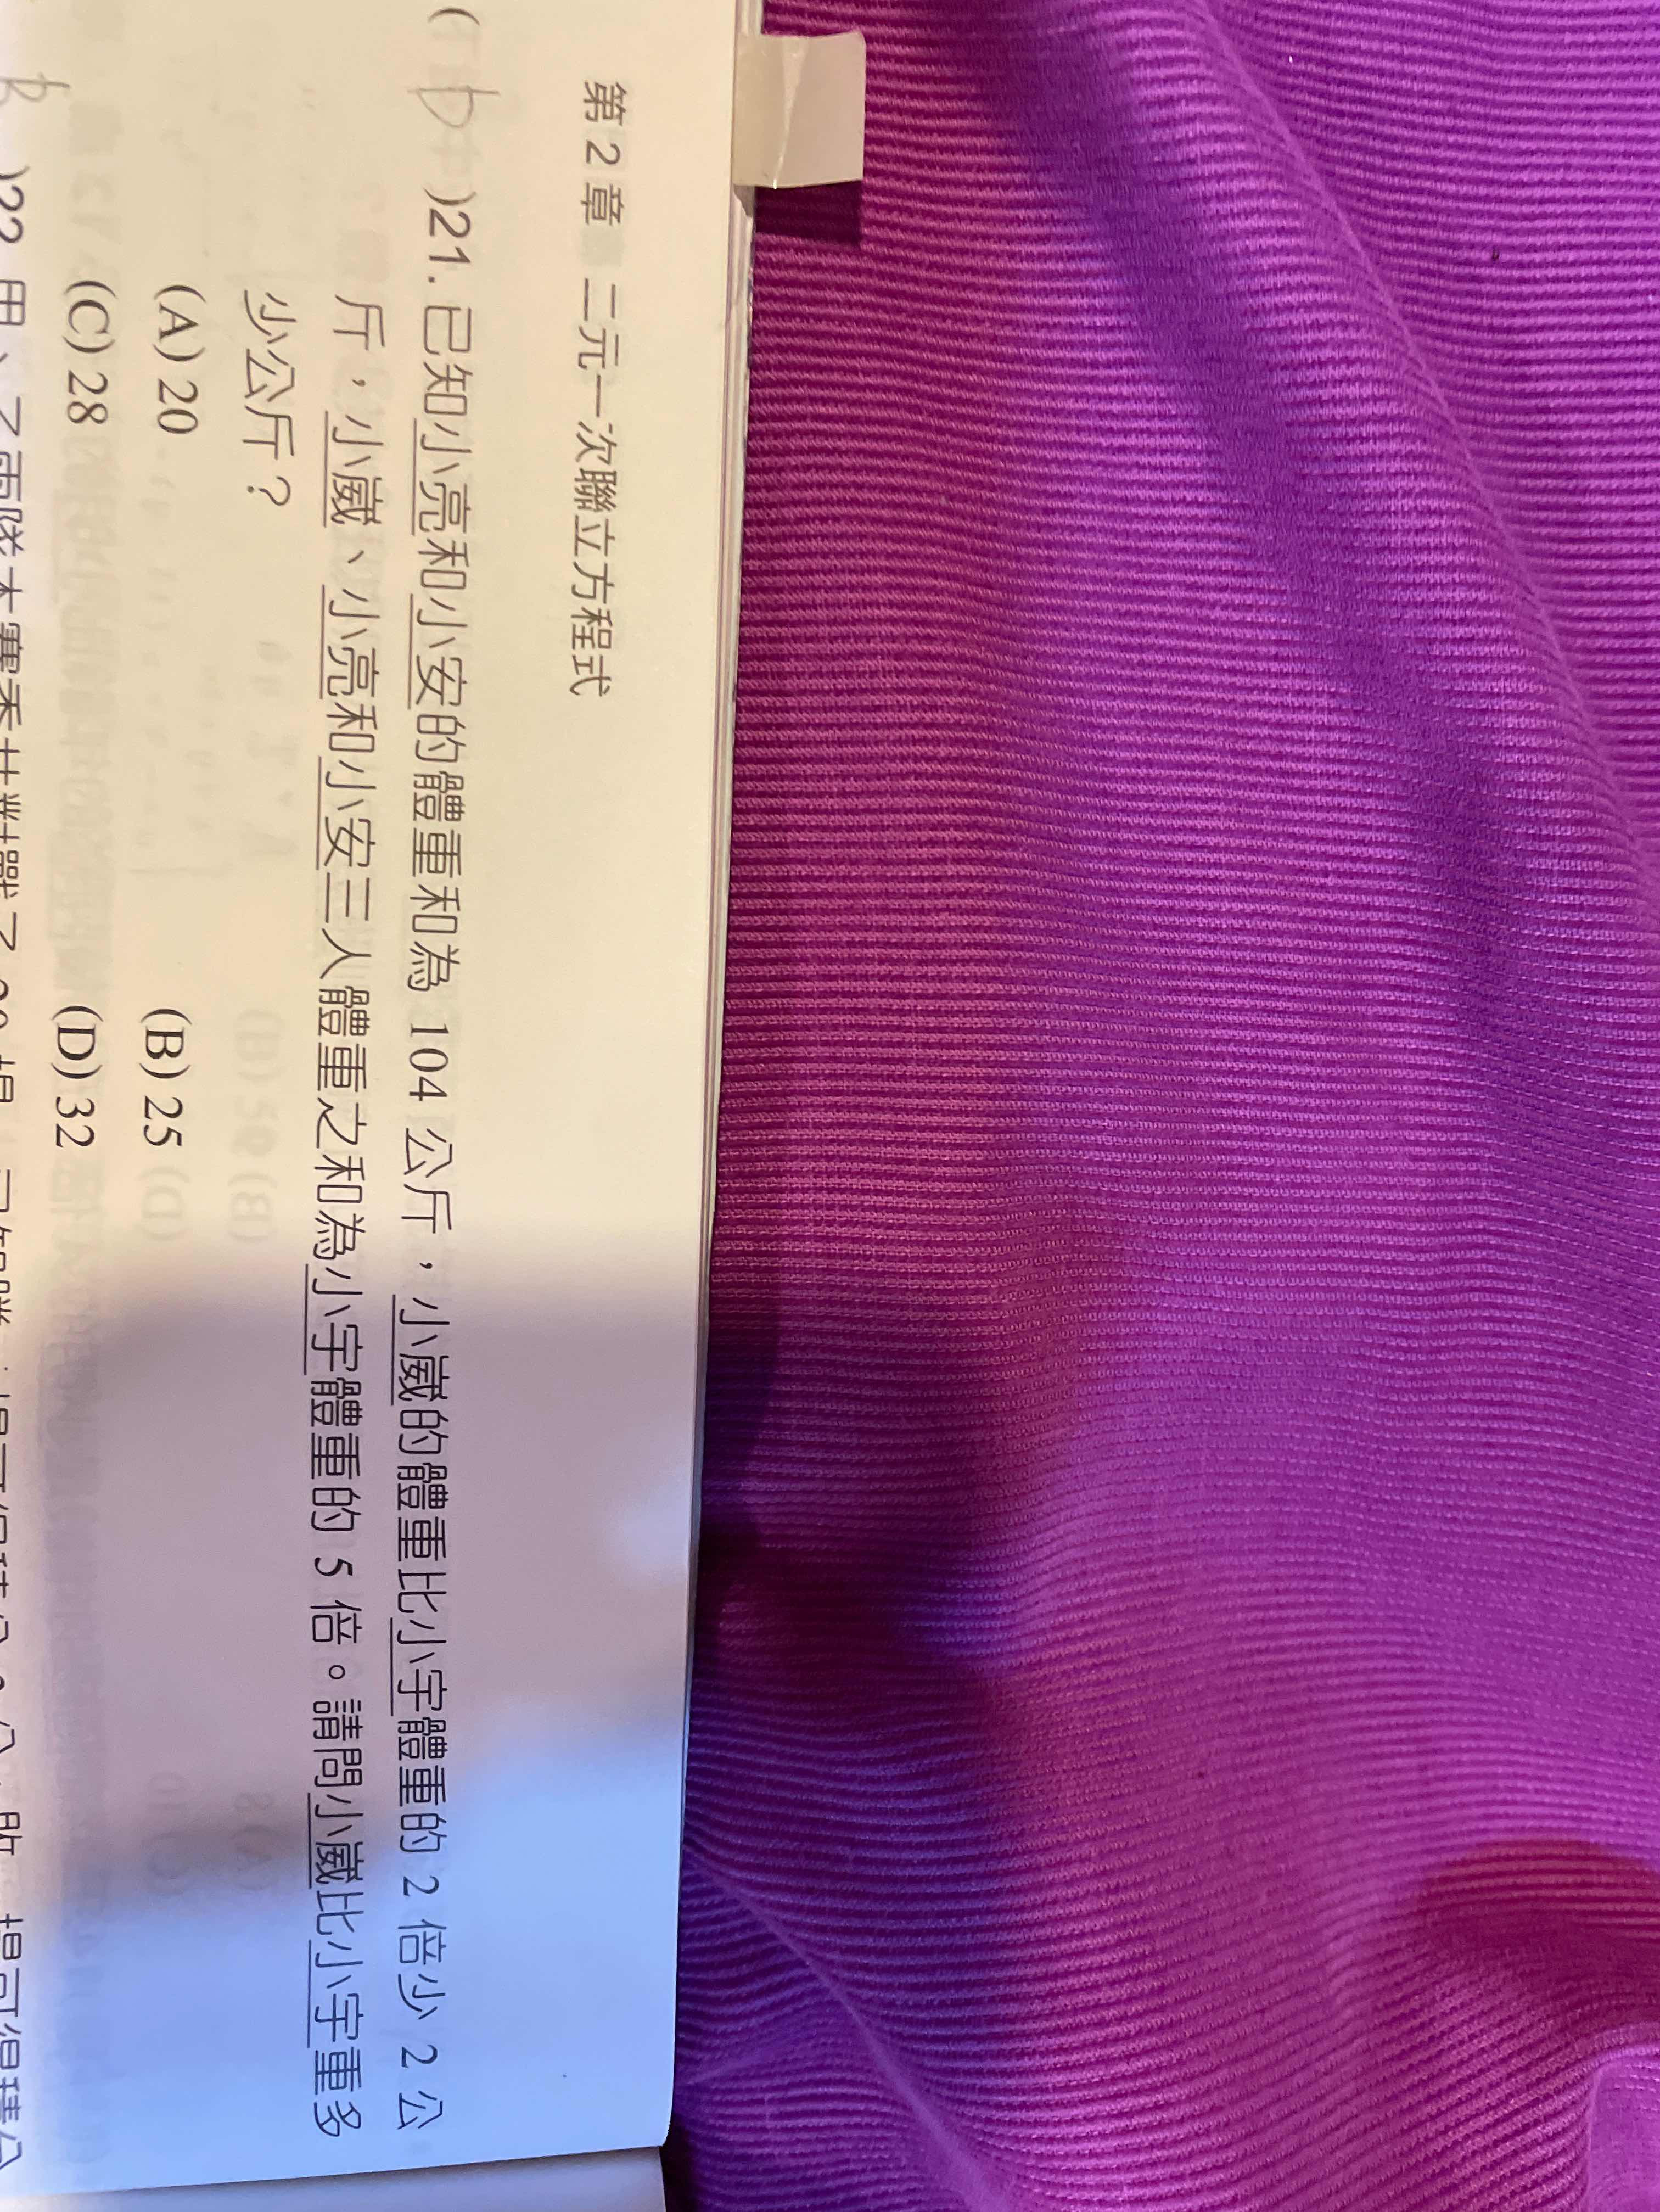 第2章 二元一次聯立方程式
(D)21. 已知小亮和小安的體重和為 104 公斤，小崴的體重比小宇體重的 2 倍少 2 公
斤，小崴、小亮和小安三人體重之和為小宇體重的 5 倍。請問小崴比小宇重多
少公斤？
(A) 20 (B) 25
(C) 28 (D) 32